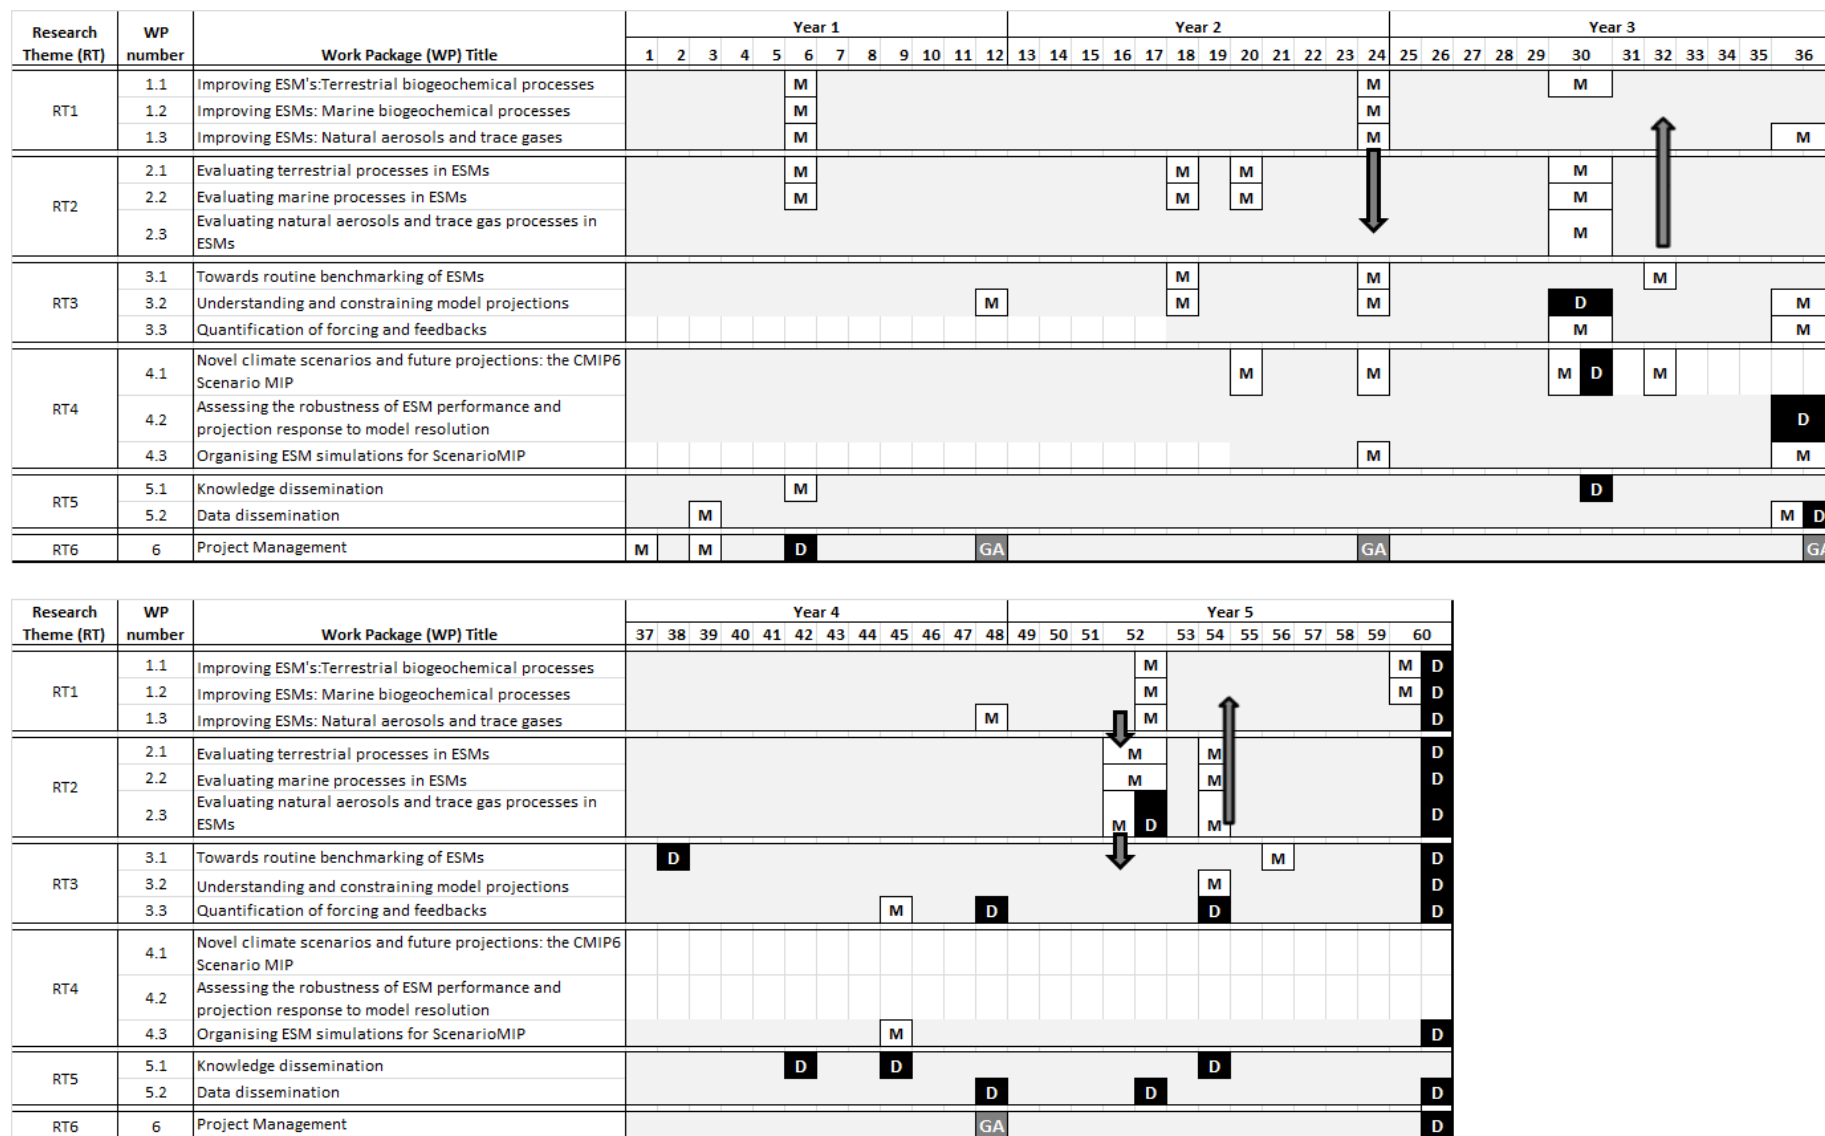 Research Theme (RT) WP number Work Package (WP) Title Year 1 Year 2 Year 3
1 2 3 4 5 6 7 8 9 10 11 12 13 14 15 16 17 18 19 20 21 22 23 24 25 26 27 28 29 30 31 32 33 34 35 36
RT1
1.1 Improving ESM's:Terrestrial biogeochemical processes M M M
1.2 Improving ESMs: Marine biogeochemical processes M M
1.3 Improving ESMs: Natural aerosols and trace gases M M M
RT2
2.1 Evaluating terrestrial processes in ESMs M M M M
2.2 Evaluating marine processes in ESMs M M M M
2.3 Evaluating natural aerosols and trace gas processes in
ESMs M
RT3
3.1 Towards routine benchmarking of ESMs M M M
3.2 Understanding and constraining model projections M M M D M
3.3 Quantification of forcing and feedbacks M M
RT4
4.1 Novel climate scenarios and future projections: the CMIP6
Scenario MIP M M M D M
4.2 Assessing the robustness of ESM performance and
projection response to model resolution D
4.3 Organising ESM simulations for ScenarioMIP M M
RT5
5.1 Knowledge dissemination M D
5.2 Data dissemination M M D
RT6 6 Project Management M M D GA GA GA
Research Theme (RT) WP number Work Package (WP) Title Year 4 Year 5
37 38 39 40 41 42 43 44 45 46 47 48 49 50 51 52 53 54 55 56 57 58 59 60
RT1
1.1 Improving ESM's:Terrestrial biogeochemical processes M M D
1.2 Improving ESMs: Marine biogeochemical processes M M D
1.3 Improving ESMs: Natural aerosols and trace gases M M D
RT2
2.1 Evaluating terrestrial processes in ESMs M M D
2.2 Evaluating marine processes in ESMs M M D
2.3 Evaluating natural aerosols and trace gas processes in
ESMs M D M D
RT3
3.1 Towards routine benchmarking of ESMs D M D
3.2 Understanding and constraining model projections M D
3.3 Quantification of forcing and feedbacks M D D D
RT4
4.1 Novel climate scenarios and future projections: the CMIP6
Scenario MIP
4.2 Assessing the robustness of ESM performance and
projection response to model resolution
4.3 Organising ESM simulations for ScenarioMIP M D
RT5
5.1 Knowledge dissemination D D D
5.2 Data dissemination D D D
RT6 6 Project Management GA D